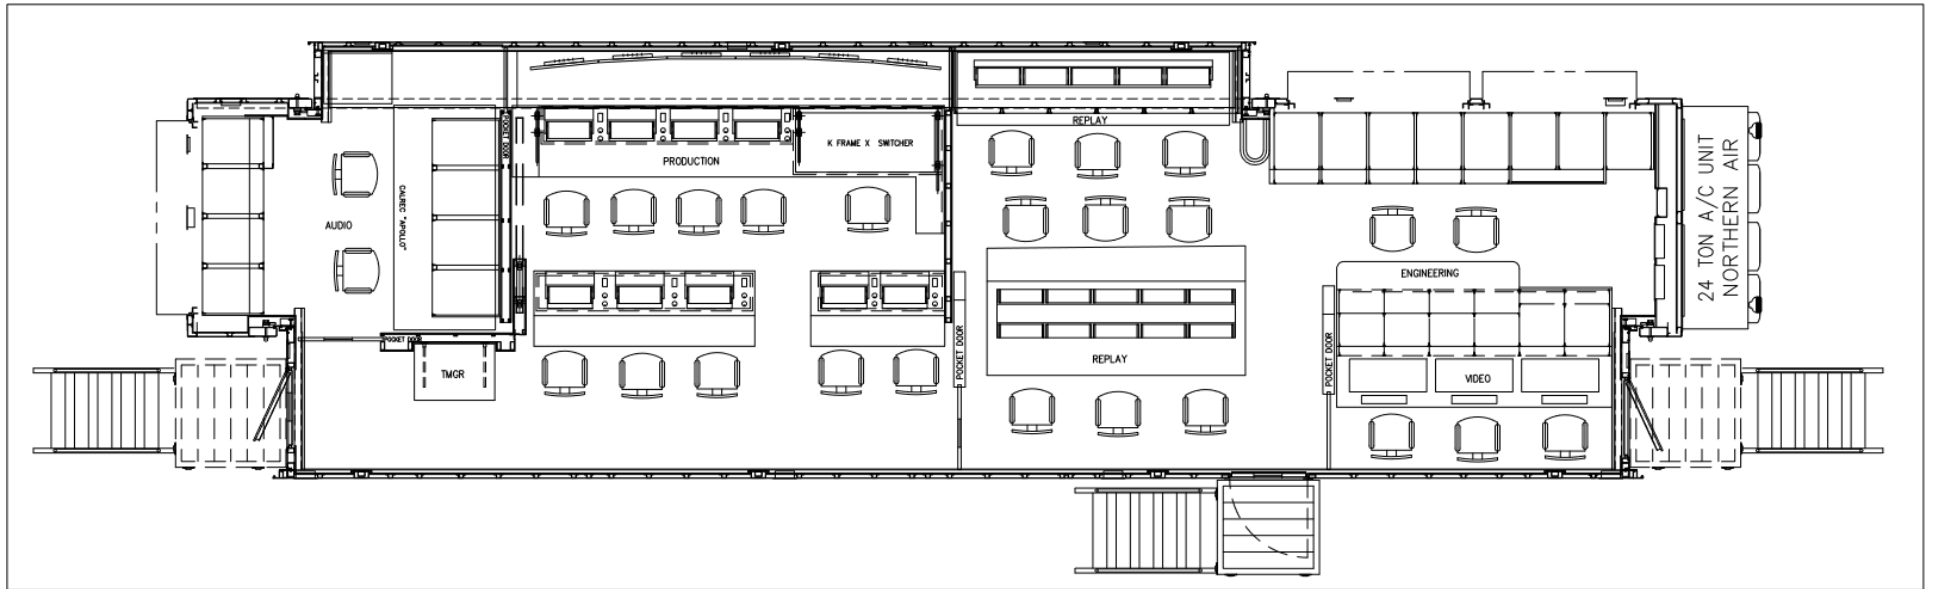 POCKET DOOR
REPLAY
K FRAME X SWITCHER
PRODUCTION
CALREC "APOLLO"
AUDIO
24 TON A/C UNIT
NORTHERN AIR
ENGINEERING
POCKET DOOR
POCKET DOOR
POCKET DOOR
REPLAY
TMGR
VIDEO